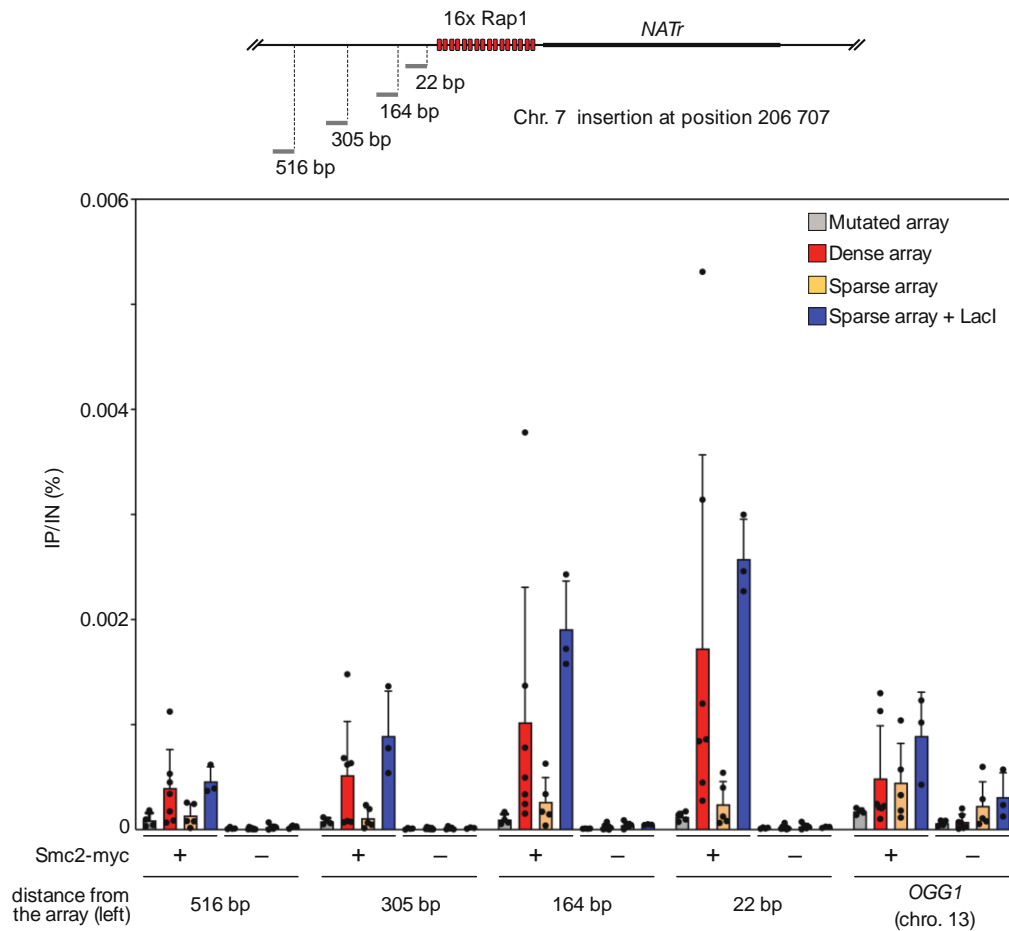 16x Rap1
NATr
22 bp
164 bp
305 bp
516 bp
Chr. 7 insertion at position 206 707
0.006
0.004
0.002
0
IP/IN (%)
Mutated array
Dense array
Sparse array
Sparse array + LacI
Smc2-myc + – + – + – + – + –
distance from
the array (left)
516 bp 305 bp 164 bp 22 bp OGG1
(chro. 13)